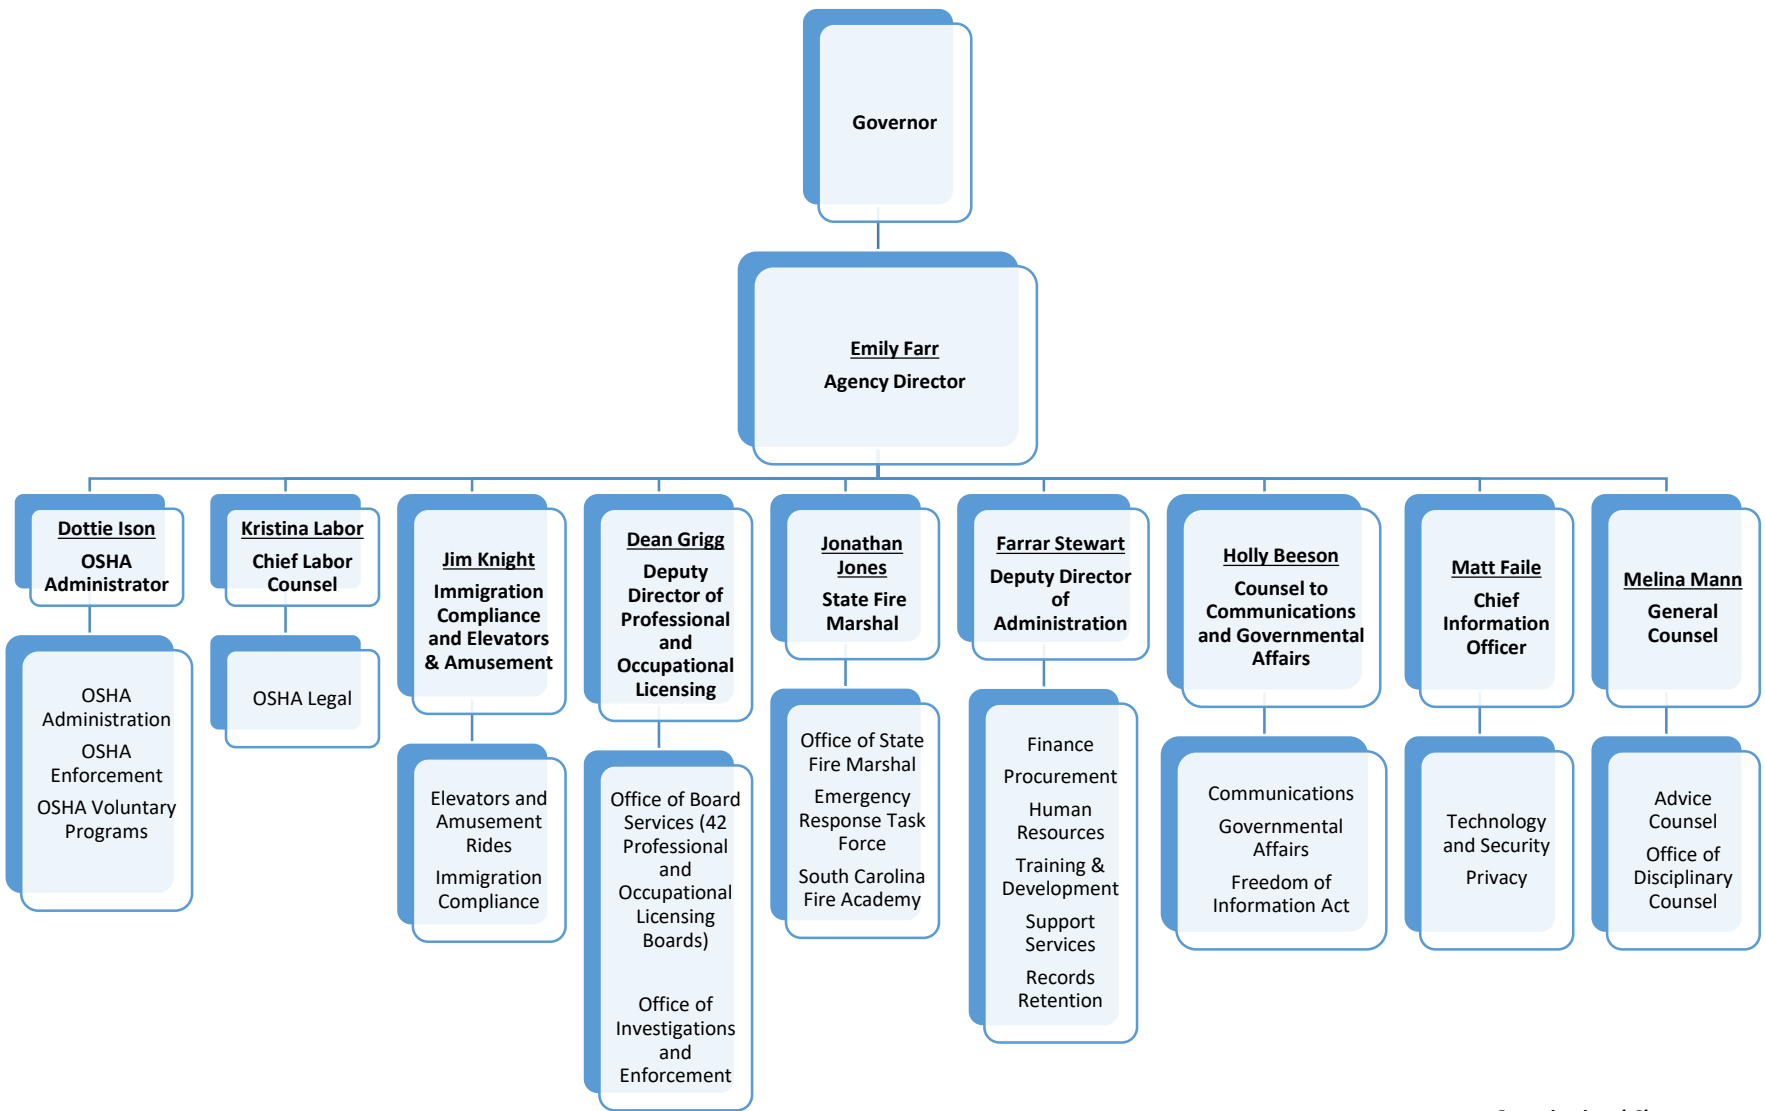 Governor
Emily Farr
Agency Director
Dottie Ison
OSHA
Administrator
Kristina Labor
Chief Labor
Counsel
Jim Knight
Immigration
Compliance
and Elevators
& Amusement
Dean Grigg
Deputy
Director of
Professional
and
Occupational
Licensing
Jonathan
Jones
State Fire
Marshal
Farrar Stewart
Deputy Director
of
Administration
Holly Beeson
Counsel to
Communications
and Governmental
Affairs
Matt Faile
Chief
Information
Officer
Melina Mann
General
Counsel
OSHA
Administration
OSHA
Enforcement
OSHA Voluntary
Programs
OSHA Legal
Elevators and
Amusement
Rides
Immigration
Compliance
Office of Board
Services (42
Professional
and
Occupational
Licensing
Boards)
Office of
Investigations
and
Enforcement
Office of State
Fire Marshal
Emergency
Response Task
Force
South Carolina
Fire Academy
Finance
Procurement
Human
Resources
Training &
Development
Support
Services
Records
Retention
Communications
Governmental
Affairs
Freedom of
Information Act
Technology
and Security
Privacy
Advice
Counsel
Office of
Disciplinary
Counsel